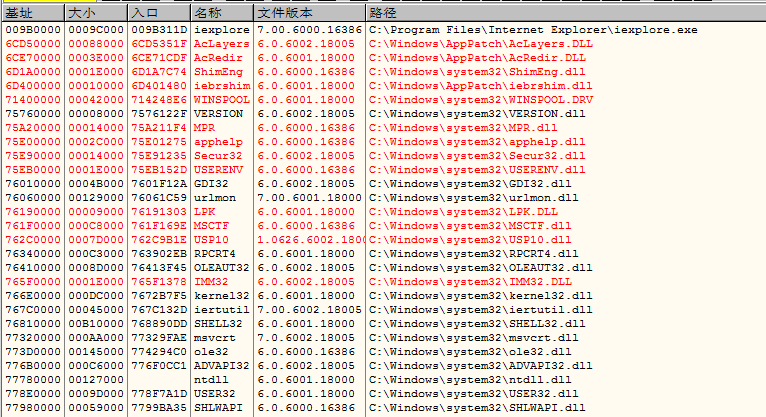 基址 大小 入口 名称 文件版本 路径
009B0000 0009C000 009B311D iexplore 7.00.6000.16386 C:\Program Files\Internet Explorer\iexplore.exe
6CD50000 00088000 6CD5351F AcLayers 6.0.6002.18005 C:\Windows\AppPatch\AcLayers.DLL
6CE70000 0003E000 6CE71CDF AcRedir 6.0.6001.18000 C:\Windows\AppPatch\AcRedir.DLL
6D1A0000 0001E000 6D1A7C74 ShimEng 6.0.6000.16386 C:\Windows\system32\ShimEng.dll
6D400000 00010000 6D401480 iebrshim 6.0.6000.16386 C:\Windows\AppPatch\iebrshim.dll
71400000 00042000 714248E6 WINSPOOL 6.0.6000.16386 C:\Windows\system32\WINSPOOL.DRV
75760000 00008000 7576122F VERSION 6.0.6002.18005 C:\Windows\system32\VERSION.dll
75A20000 00014000 75A211F4 MPR 6.0.6000.16386 C:\Windows\system32\MPR.dll
75E00000 0002C000 75E01275 apphelp 6.0.6000.16386 C:\Windows\system32\apphelp.dll
75E90000 00014000 75E91235 Secur32 6.0.6002.18005 C:\Windows\system32\Secur32.dll
75EB0000 0001E000 75EB152D USERENV 6.0.6000.16386 C:\Windows\system32\USERENV.dll
76010000 0004B000 7601F12A GDI32 6.0.6002.18005 C:\Windows\system32\GDI32.dll
76060000 00129000 76061C59 urlmon 7.00.6001.18000 C:\Windows\system32\urlmon.dll
76190000 00009000 76191303 LPK 6.0.6001.18000 C:\Windows\system32\LPK.DLL
761F0000 000C8000 761F169E MSCTF 6.0.6000.16386 C:\Windows\system32\MSCTF.dll
762C0000 0007D000 762C9B1E USP10 1.0626.6002.1800 C:\Windows\system32\USP10.dll
76340000 000C3000 763902EB RPCRT4 6.0.6001.18000 C:\Windows\system32\RPCRT4.dll
76410000 0008D000 76413F45 OLEAUT32 6.0.6002.18005 C:\Windows\system32\OLEAUT32.dll
765F0000 0001E000 765F1378 IMM32 6.0.6002.18005 C:\Windows\system32\IMM32.DLL
766E0000 000DC000 7672B7F5 kernel32 6.0.6001.18000 C:\Windows\system32\kernel32.dll
767C0000 00045000 767C132D iertutil 7.00.6002.18005 C:\Windows\system32\iertutil.dll
76810000 00B10000 768890DD SHELL32 6.0.6001.18000 C:\Windows\system32\SHELL32.dll
77320000 000AA000 77329FAE msvcrt 7.0.6002.18005 C:\Windows\system32\msvcrt.dll
773D0000 00145000 774294C0 ole32 6.0.6000.16386 C:\Windows\system32\ole32.dll
776B0000 000C6000 776F0CC1 ADVAPI32 6.0.6002.18005 C:\Windows\system32\ADVAPI32.dll
77780000 00127000 ntdll 6.0.6001.18000 C:\Windows\system32\ntdll.dll
778E0000 0009D000 778F7A1D USER32 6.0.6001.18000 C:\Windows\system32\USER32.dll
77980000 00059000 7799BA35 SHLWAPI 6.0.6000.16386 C:\Windows\system32\SHLWAPI.dll